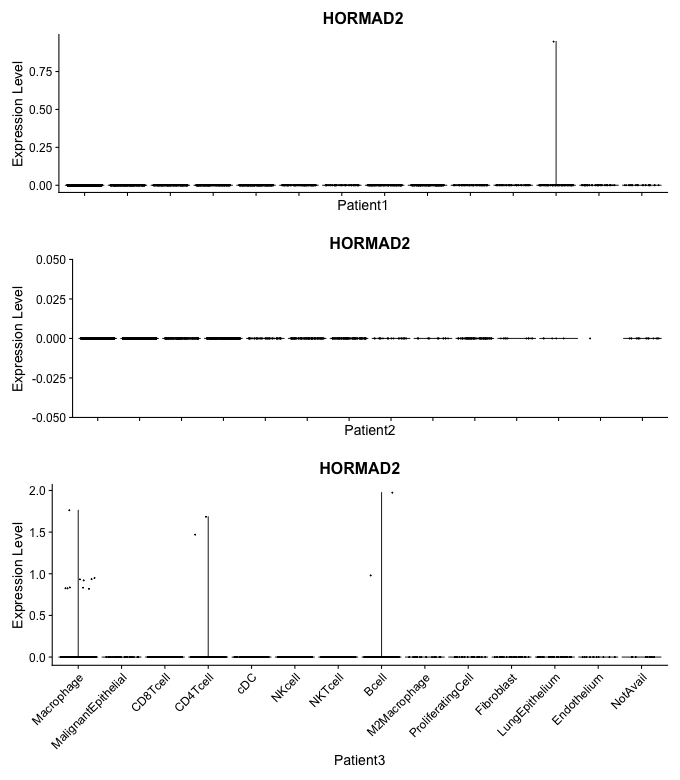 HORMAD2
Expression Level
0.75
0.50
0.25
0.00
Patient1
HORMAD2
Expression Level
0.050
0.025
0.000
-0.025
-0.050
Patient2
HORMAD2
Expression Level
2.0
1.5
1.0
0.5
0.0
Macrophage
MalignantEpithelial
CD8Tcell
CD4Tcell
cDC
NKcell
NKTcell
Bcell
M2Macrophage
ProliferatingCell
Fibroblast
LungEpithelium
Endothelium
NotAvail
Patient3